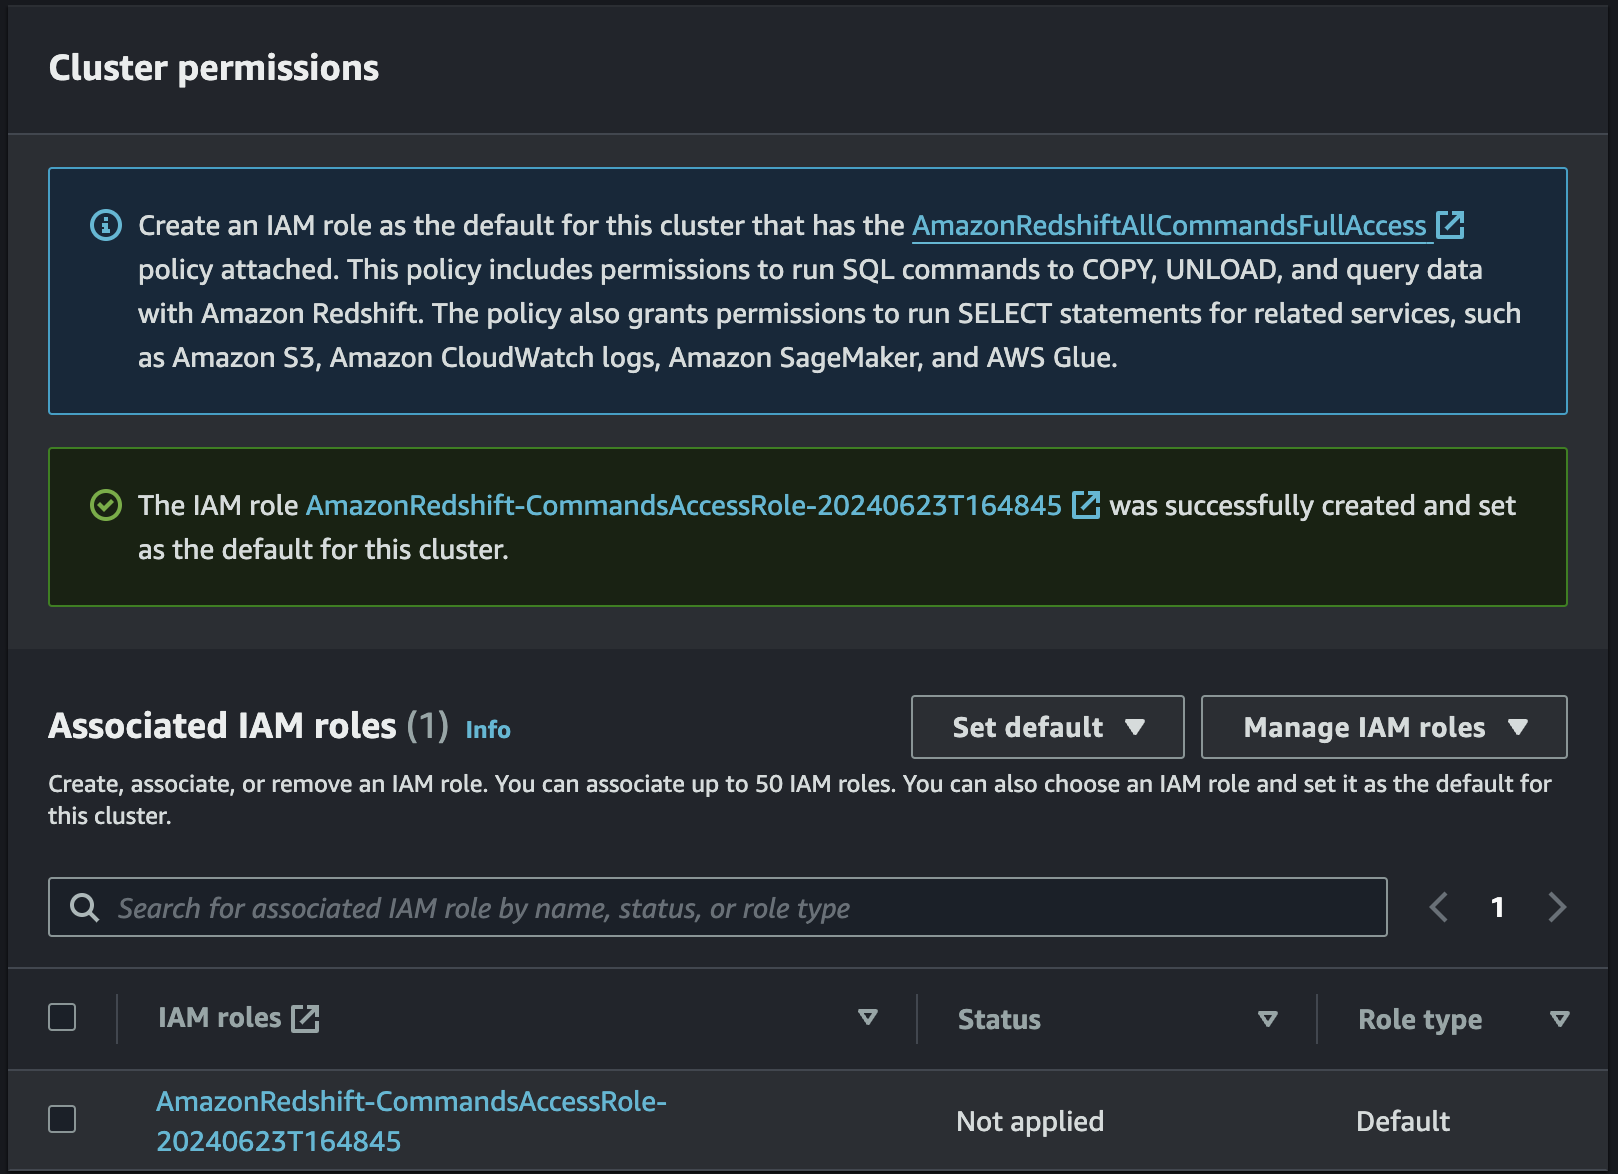 Cluster permissions
Create an IAM role as the default for this cluster that has the AmazonRedshiftAllCommandsFullAccess
policy attached. This policy includes permissions to run SQL commands to COPY, UNLOAD, and query data
with Amazon Redshift. The policy also grants permissions to run SELECT statements for related services, such
as Amazon S3, Amazon CloudWatch logs, Amazon SageMaker, and AWS Glue.
The IAM role AmazonRedshift-CommandsAccessRole-20240623T164845 was successfully created and set
as the default for this cluster.
Associated IAM roles (1) Info
Set default
Manage IAM roles
Create, associate, or remove an IAM role. You can associate up to 50 IAM roles. You can also choose an IAM role and set it as the default for
this cluster.
Search for associated IAM role by name, status, or role type
1
IAM roles
Status
Role type
AmazonRedshift-CommandsAccessRole-
20240623T164845
Not applied
Default